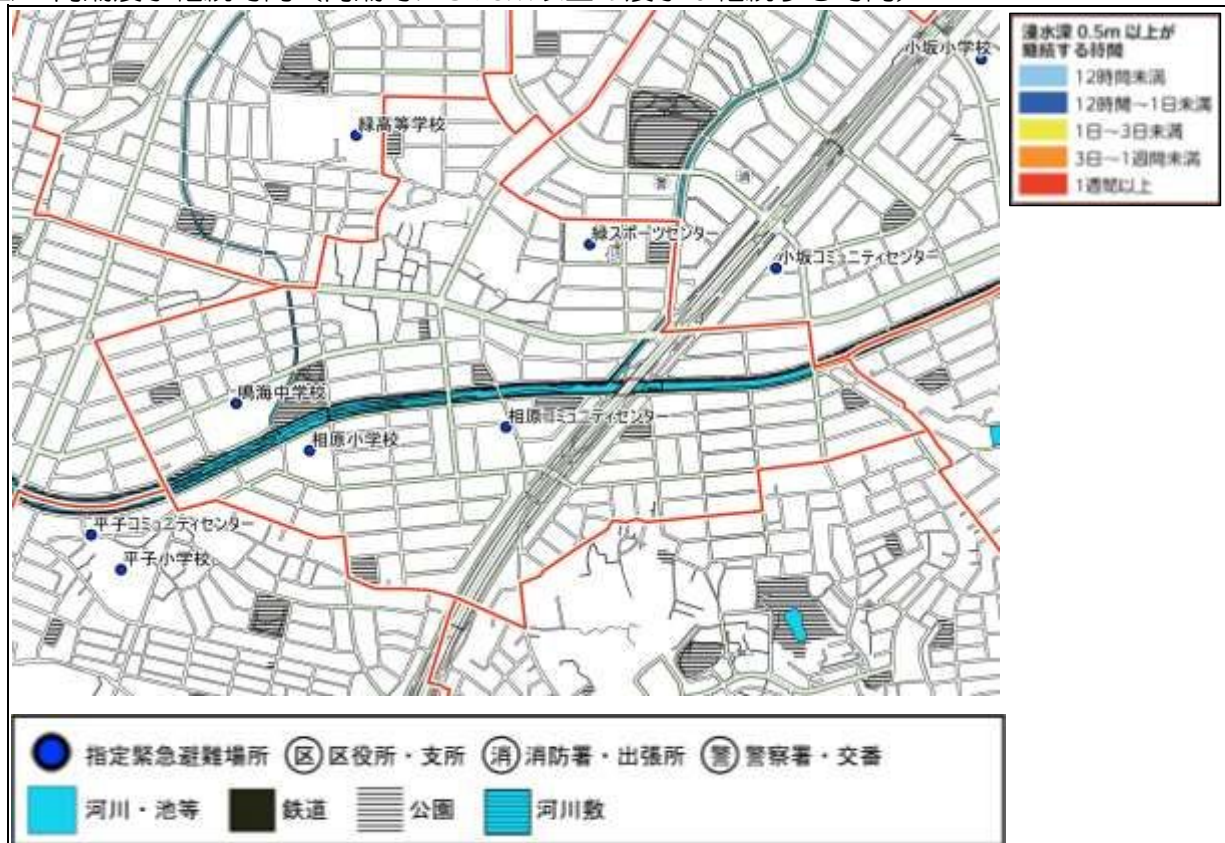 浸水深 0.5m 以上が
継続する時間
12時間未満
12時間～1日未満
1日～3日未満
3日～1週間未満
1週間以上
小坂小学校
緑高等学校
警
消
緑スポーツセンター
小坂コミュニティセンター
鳴海中学校
相原コミュニティセンター
相原小学校
平子コミュニティセンター
平子小学校
指定緊急避難場所 区 区役所・支所 消 消防署・出張所 警 警察署・交番
河川・池等 鉄道 公園 河川敷